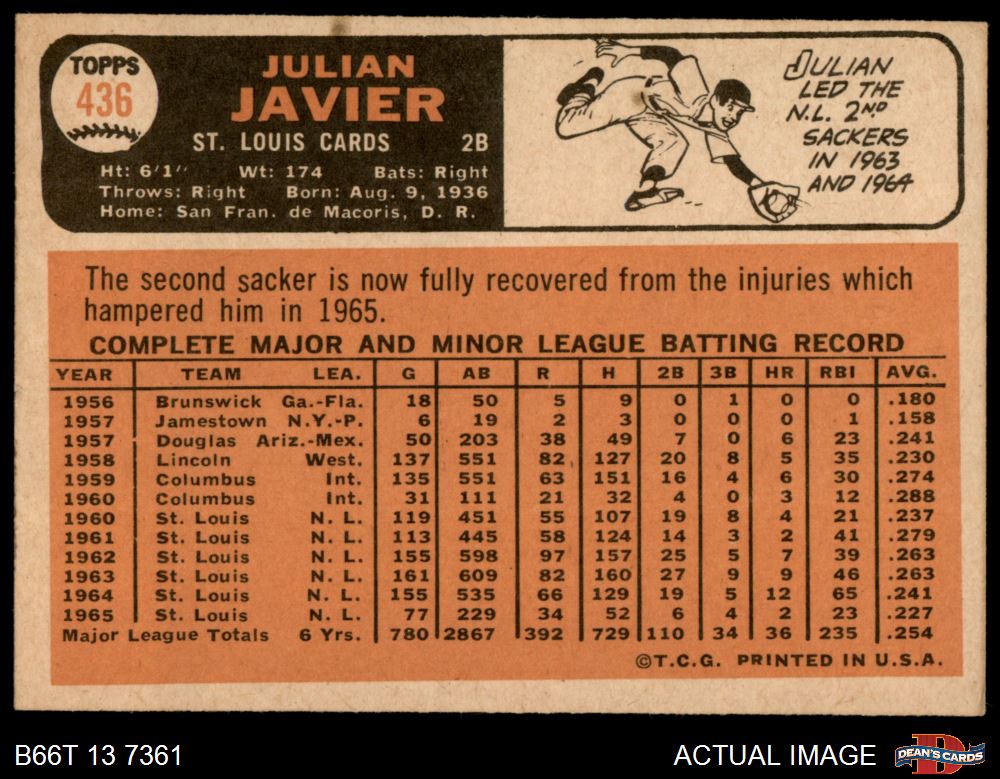 TOPPS
436
JULIAN
JAVIER
ST. LOUIS CARDS 2B
Ht: 6'1" Wt: 174 Bats: Right
Throws: Right Born: Aug. 9, 1936
Home: San Fran. de Macoris, D. R.
JULIAN
LED THE
N.L. 2ND
SACKERS
IN 1963
AND 1964
The second sacker is now fully recovered from the injuries which
hampered him in 1965.
COMPLETE MAJOR AND MINOR LEAGUE BATTING RECORD
YEAR TEAM LEA. G AB R H 2B 3B HR RBI AVG.
1956 Brunswick Ga.-Fla. 18 50 5 9 0 1 0 0 .180
1957 Jamestown N.Y.-P. 6 19 2 3 0 0 0 1 .158
1957 Douglas Ariz.-Mex. 50 203 38 49 7 0 6 23 .241
1958 Lincoln West. 137 551 82 127 20 8 5 35 .230
1959 Columbus Int. 135 551 63 151 16 4 6 30 .274
1960 Columbus Int. 31 111 21 32 4 0 3 12 .288
1960 St. Louis N. L. 119 451 55 107 19 8 4 21 .237
1961 St. Louis N. L. 113 445 58 124 14 3 2 41 .279
1962 St. Louis N. L. 155 598 97 157 25 5 7 39 .263
1963 St. Louis N. L. 161 609 82 160 27 9 9 46 .263
1964 St. Louis N. L. 155 535 66 129 19 5 12 65 .241
1965 St. Louis N. L. 77 229 34 52 6 4 2 23 .227
Major League Totals 6 Yrs. 780 2867 392 729 110 34 36 235 .254
©T.C.G. PRINTED IN U.S.A.
B66T 13 7361
ACTUAL IMAGE
DEAN'S CARDS